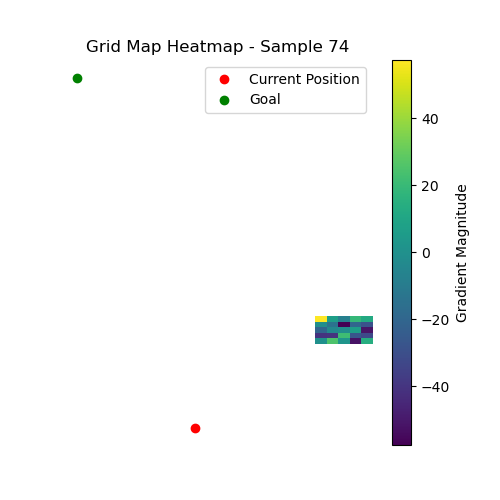 Grid Map Heatmap - Sample 74
Current Position
Goal
40
20
0
−20
−40
Gradient Magnitude